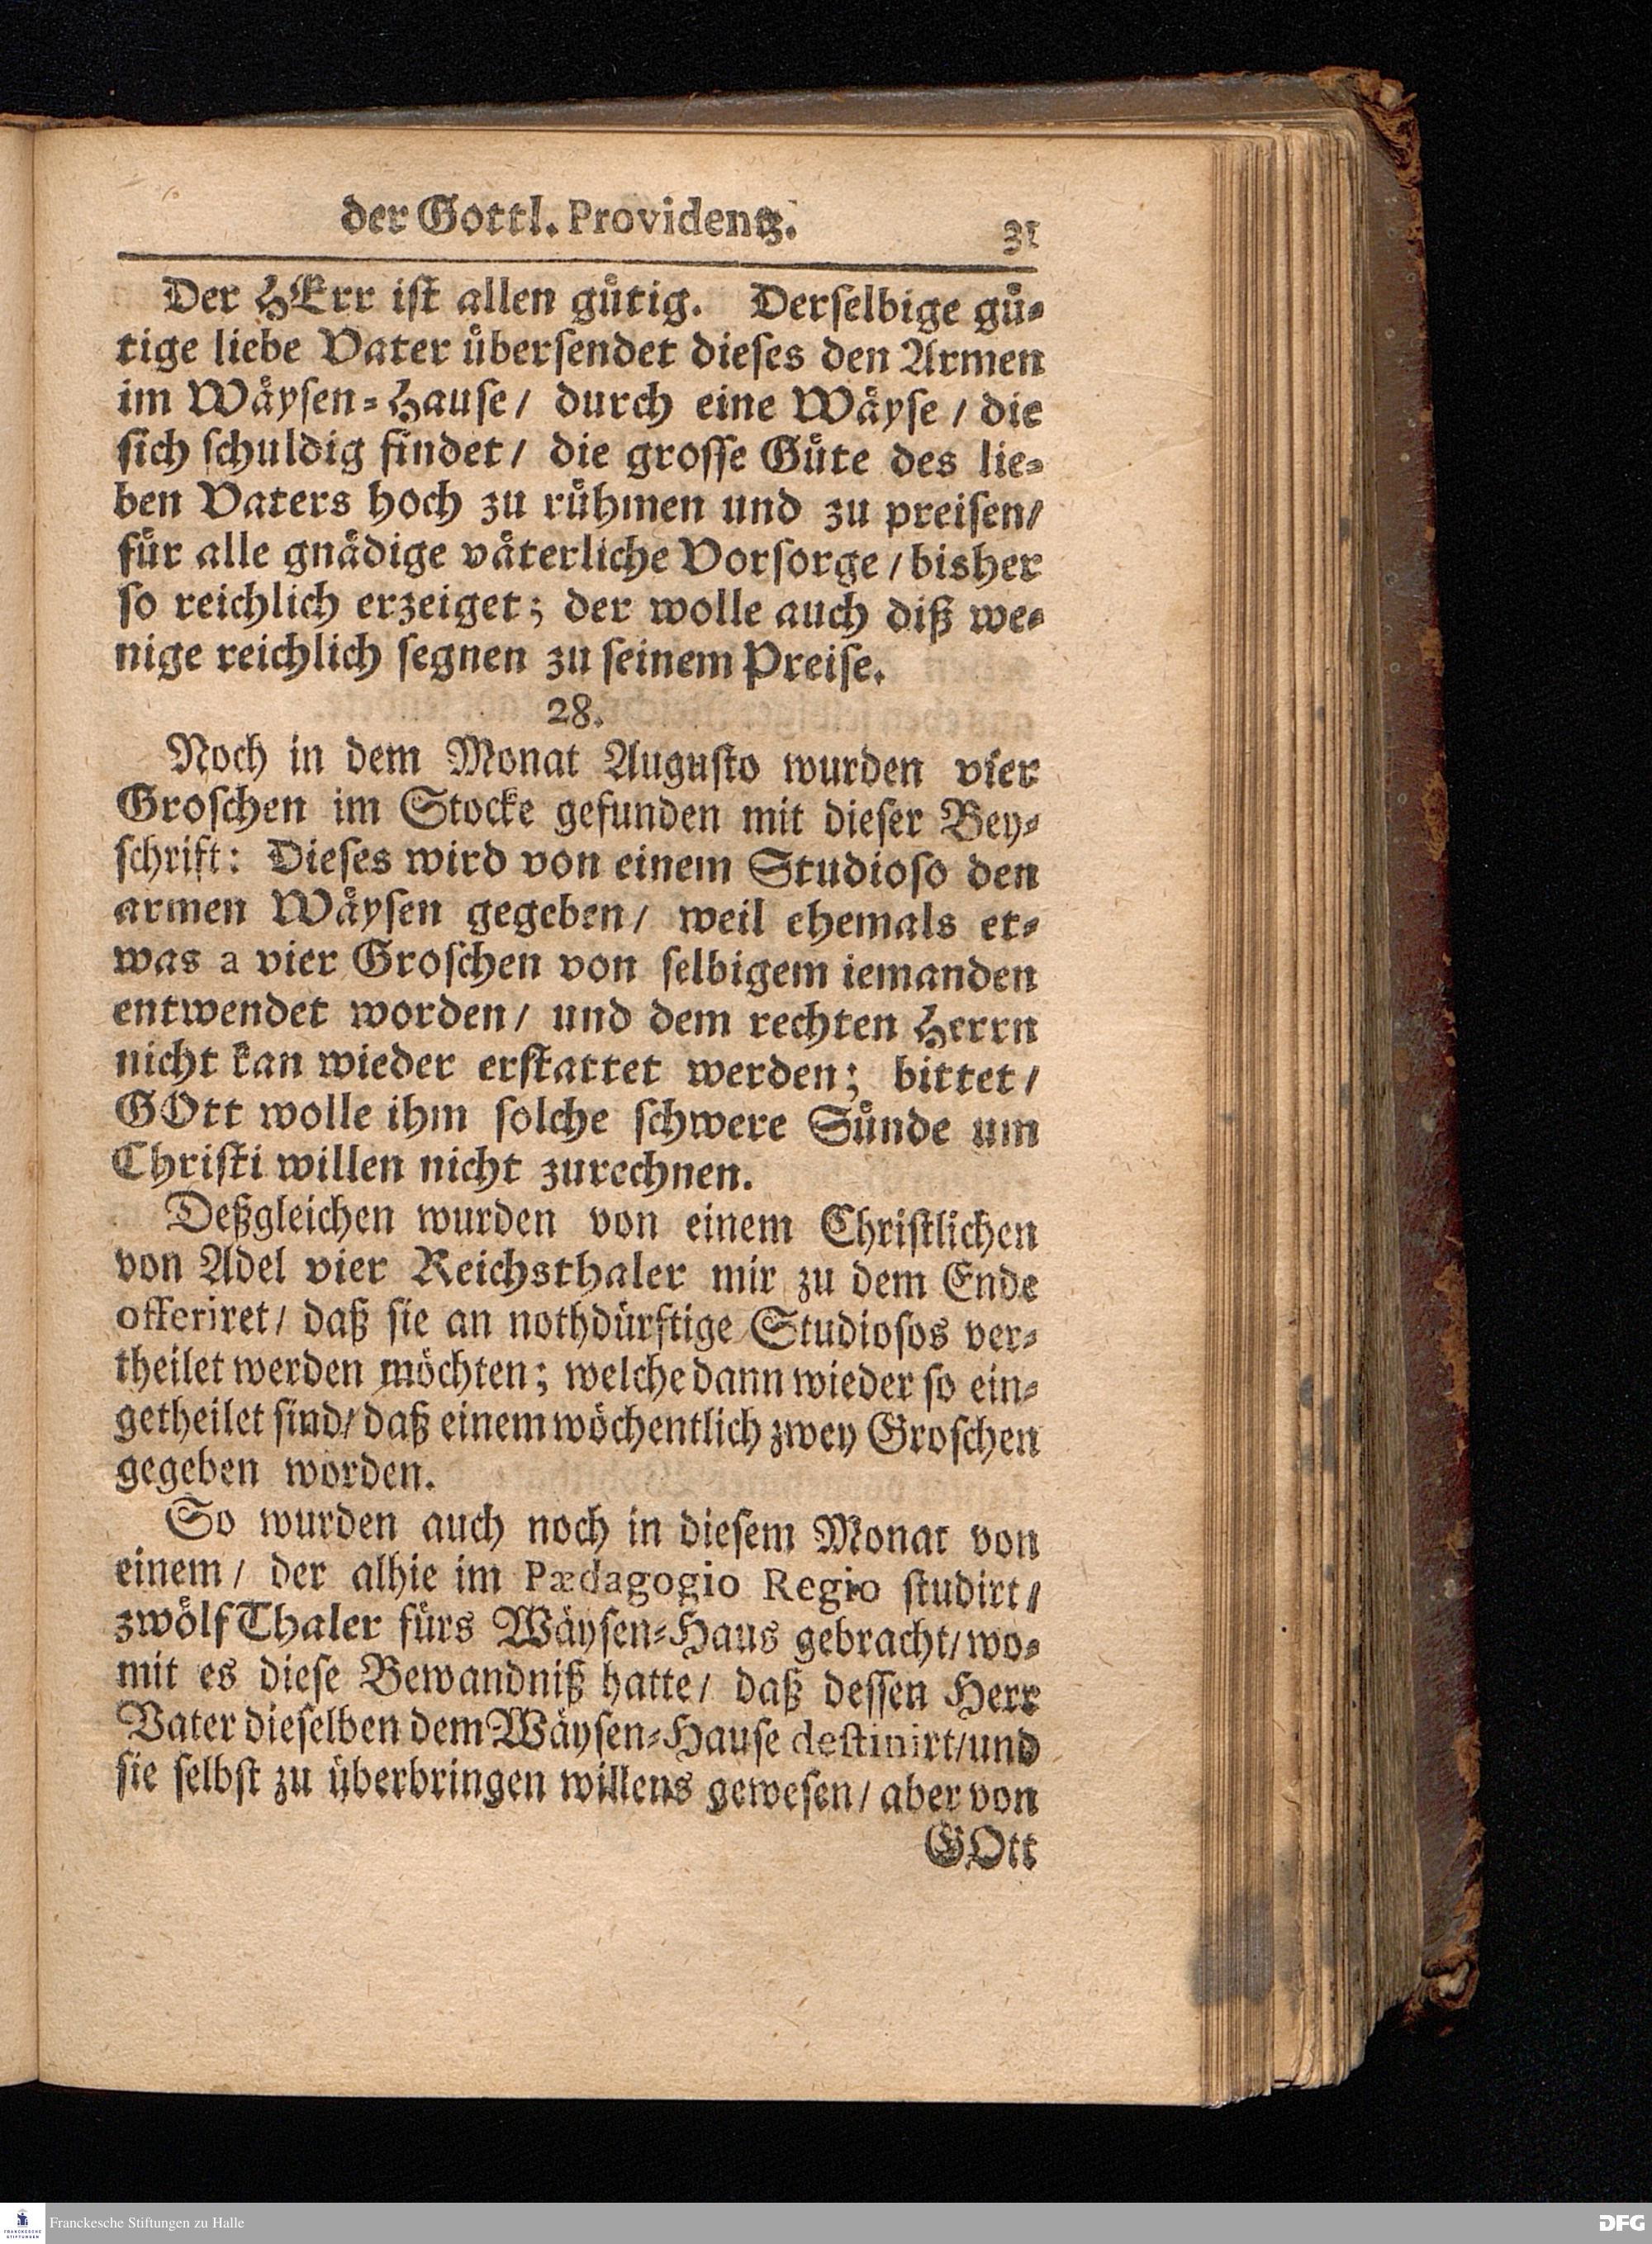 der Gottl. Providentz.
31
Der HErr ist allen gütig. Derselbige gü-
tige liebe Vater übersendet dieses den Armen
im Wäysen-Hause/ durch eine Wäyse/ die
sich schuldig findet/ die grosse Güte des lie-
ben Vaters hoch zu rühmen und zu preisen/
für alle gnädige väterliche Vorsorge/ bisher
so reichlich erzeiget; der wolle auch diß we-
nige reichlich segnen zu seinem Preise.
28.
Noch in dem Monat Augusto wurden vier
Groschen im Stocke gefunden mit dieser Bey-
schrift: Dieses wird von einem Studioso den
armen Wäysen gegeben/ weil ehemals et-
was a vier Groschen von selbigem iemanden
entwendet worden/ und dem rechten Herrn
nicht kan wieder erstattet werden; bittet/
GOtt wolle ihm solche schwere Sünde um
Christi willen nicht zurechnen.
Deßgleichen wurden von einem Christlichen
von Adel vier Reichsthaler mir zu dem Ende
offeriret/ daß sie an nothdürftige Studiosos ver-
theilet werden möchten; welche dann wieder so ein-
getheilet sind/ daß einem wöchentlich zwey Groschen
gegeben worden.
So wurden auch noch in diesem Monat von
einem/ der alhie im Pædagogio Regio studirt/
zwölf Thaler fürs Wäysen-Haus gebracht/ wo-
mit es diese Bewandniß hatte/ daß dessen Herr
Vater dieselben dem Wäysen-Hause destinirt/ und
sie selbst zu überbringen willens gewesen/ aber von
GOtt
FRANCKESCHE STIFTUNGEN
Franckesche Stiftungen zu Halle
DFG